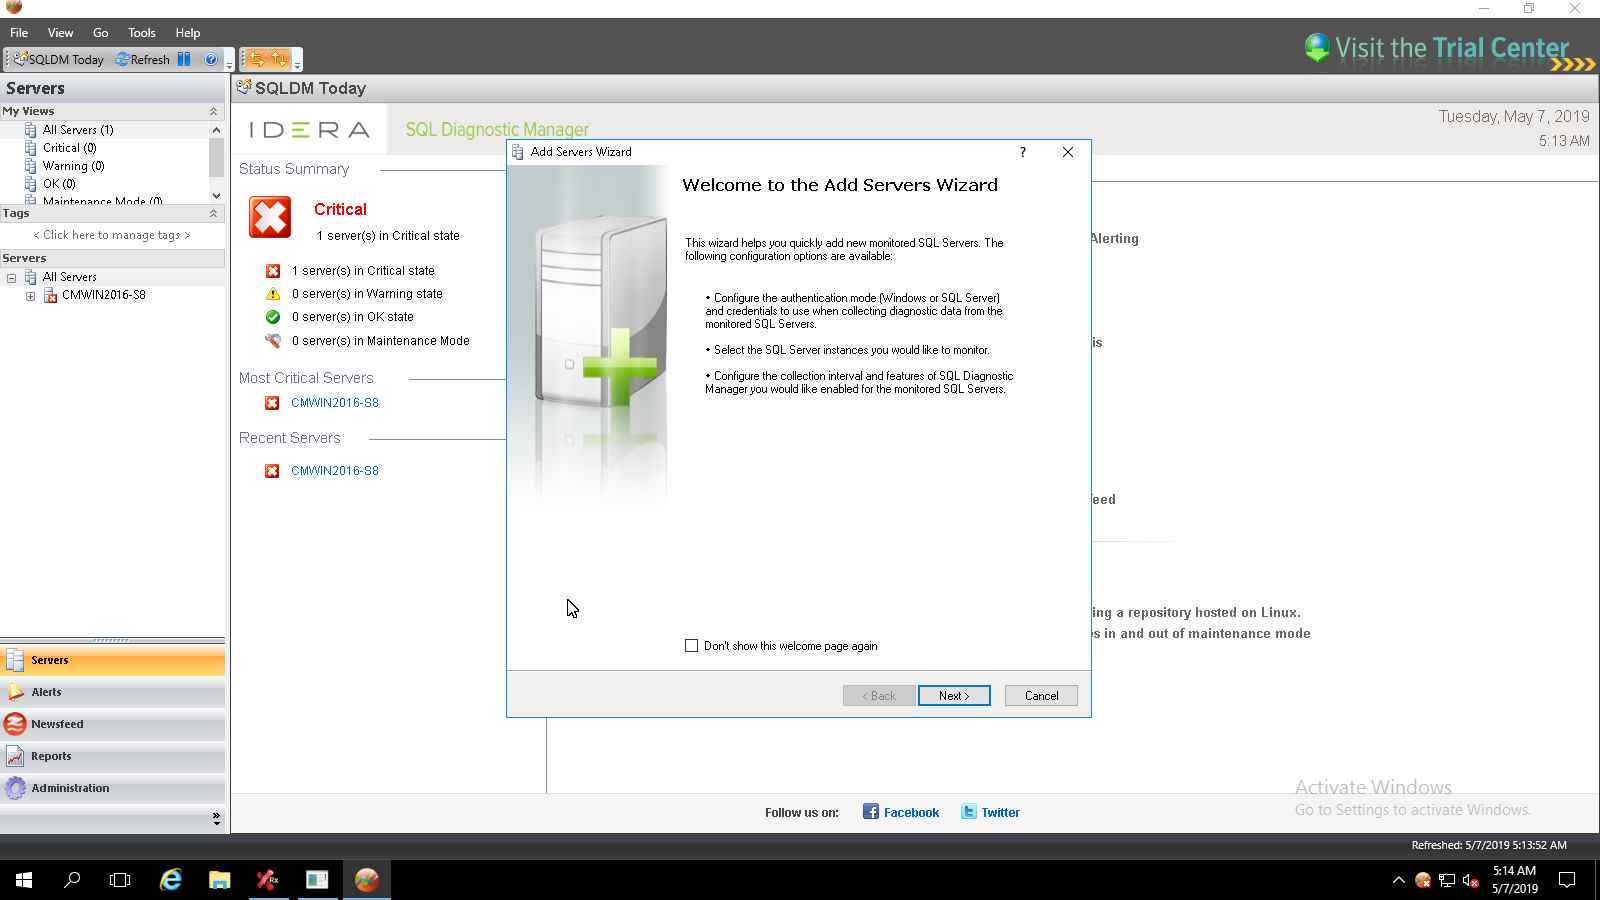 File View Go Tools Help
SQLDM Today Refresh
Visit the Trial Center
Servers
My Views
All Servers (1)
Critical (0)
Warning (0)
OK (0)
Maintenance Mode (0)
Tags
< Click here to manage tags >
Servers
All Servers
CMWIN2016-S8
Servers
Alerts
Newsfeed
Reports
Administration
SQLDM Today
IDERA SQL Diagnostic Manager
Tuesday, May 7, 2019
5:13 AM
Status Summary
Critical
1 server(s) in Critical state
1 server(s) in Critical state
0 server(s) in Warning state
0 server(s) in OK state
0 server(s) in Maintenance Mode
Most Critical Servers
CMWIN2016-S8
Recent Servers
CMWIN2016-S8
Add Servers Wizard ?
Welcome to the Add Servers Wizard
This wizard helps you quickly add new monitored SQL Servers. The
following configuration options are available:
• Configure the authentication mode (Windows or SQL Server)
and credentials to use when collecting diagnostic data from the
monitored SQL Servers.
• Select the SQL Server instances you would like to monitor.
• Configure the collection interval and features of SQL Diagnostic
Manager you would like enabled for the monitored SQL Servers.
Don't show this welcome page again
< Back Next > Cancel
Alerting
is
eed
ing a repository hosted on Linux.
s in and out of maintenance mode
Follow us on: Facebook Twitter
Activate Windows
Go to Settings to activate Windows.
Refreshed: 5/7/2019 5:13:52 AM
5:14 AM
5/7/2019